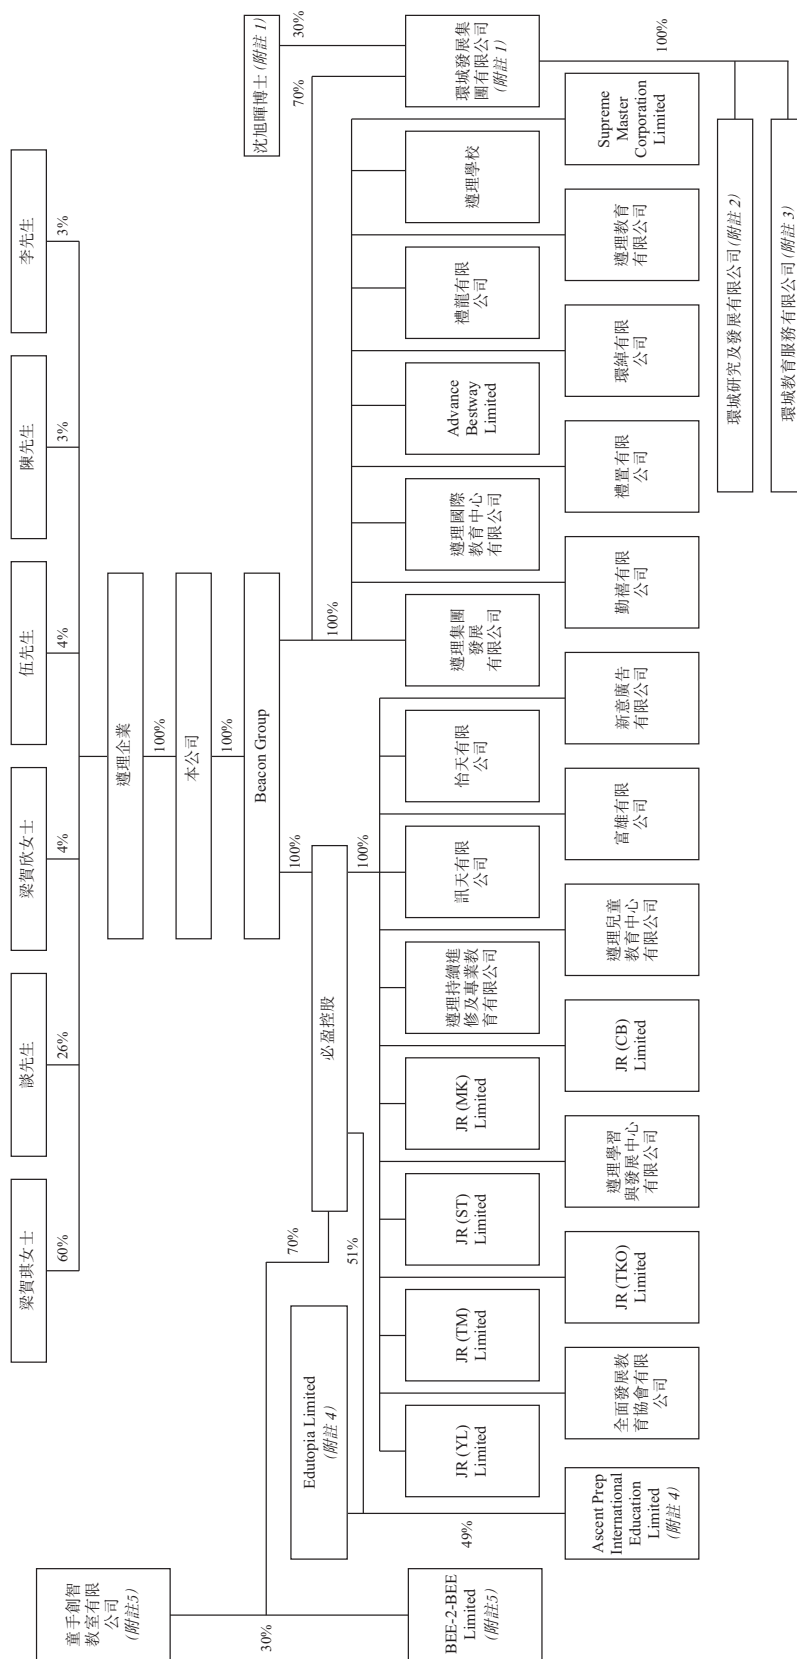 梁賀琪女士
談先生
梁賀欣女士
伍先生
陳先生
李先生
60%
26%
4%
4%
3%
3%
遵理企業
100%
本公司
100%
Beacon Group
沈旭暉博士 (附註 1)
100%
70%
30%
童手創智
教室有限
公司
(附註5)
70%
Edutopia Limited
(附註 4)
必盈控股
51%
100%
100%
環城發展集
團有限公司
(附註 1)
30%
BEE-2-BEE
Limited
(附註5)
49%
JR (YL)
Limited
JR (TM)
Limited
JR (ST)
Limited
JR (MK)
Limited
遵理持續進
修及專業教
育有限公司
訊天有限
公司
怡天有限
公司
遵理集團
發展
有限公司
遵理國際
教育中心
有限公司
Advance
Bestway
Limited
禮龍有限
公司
遵理學校
100%
Ascent Prep
International
Education
Limited
(附註 4)
全面發展教
育協會有限
公司
JR (TKO)
Limited
遵理學習
與發展中心
有限公司
JR (CB)
Limited
遵理兒童
教育中心
有限公司
富雄有限
公司
新意廣告
有限公司
勤禧有限
公司
禮置有限
公司
環綽有限
公司
遵理教育
有限公司
Supreme
Master
Corporation
Limited
環城研究及發展有限公司 (附註 2)
環城教育服務有限公司 (附註 3)